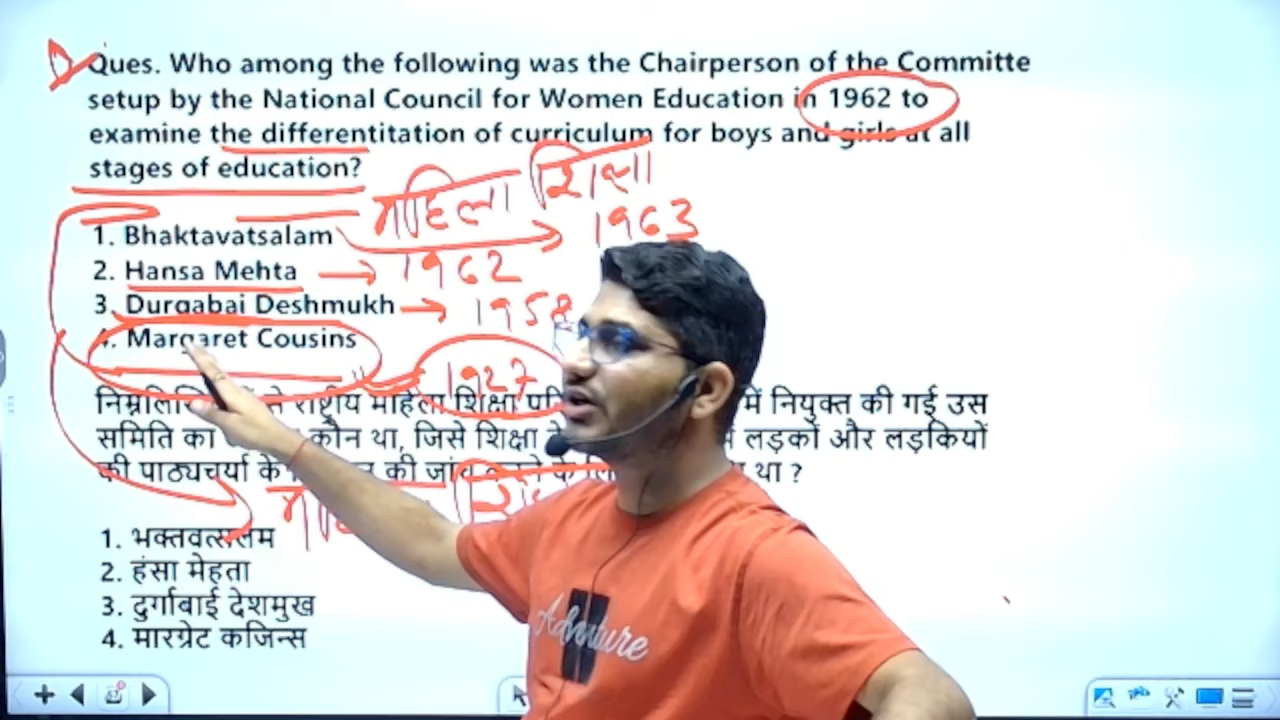 Ques. Who among the following was the Chairperson of the Committe
setup by the National Council for Women Education in 1962 to
examine the differentitation of curriculum for boys and girls at all
stages of education?
महिला शिक्षा
1. Bhaktavatsalam 1963
2. Hansa Mehta → 1962
3. Durgabai Deshmukh → 1958
4. Margaret Cousins
1927
राष्ट्रीय महिला शिक्षा में नियुक्त की गई उस
समिति का कौन था, जिसे शिक्षा लड़कों और लड़कियों
की पाठ्यचर्या के की जांच करने के था ?
1. भक्तवत्सलम
2. हंसा मेहता
3. दुर्गाबाई देशमुख
4. मारग्रेट कजिन्स
Adventure